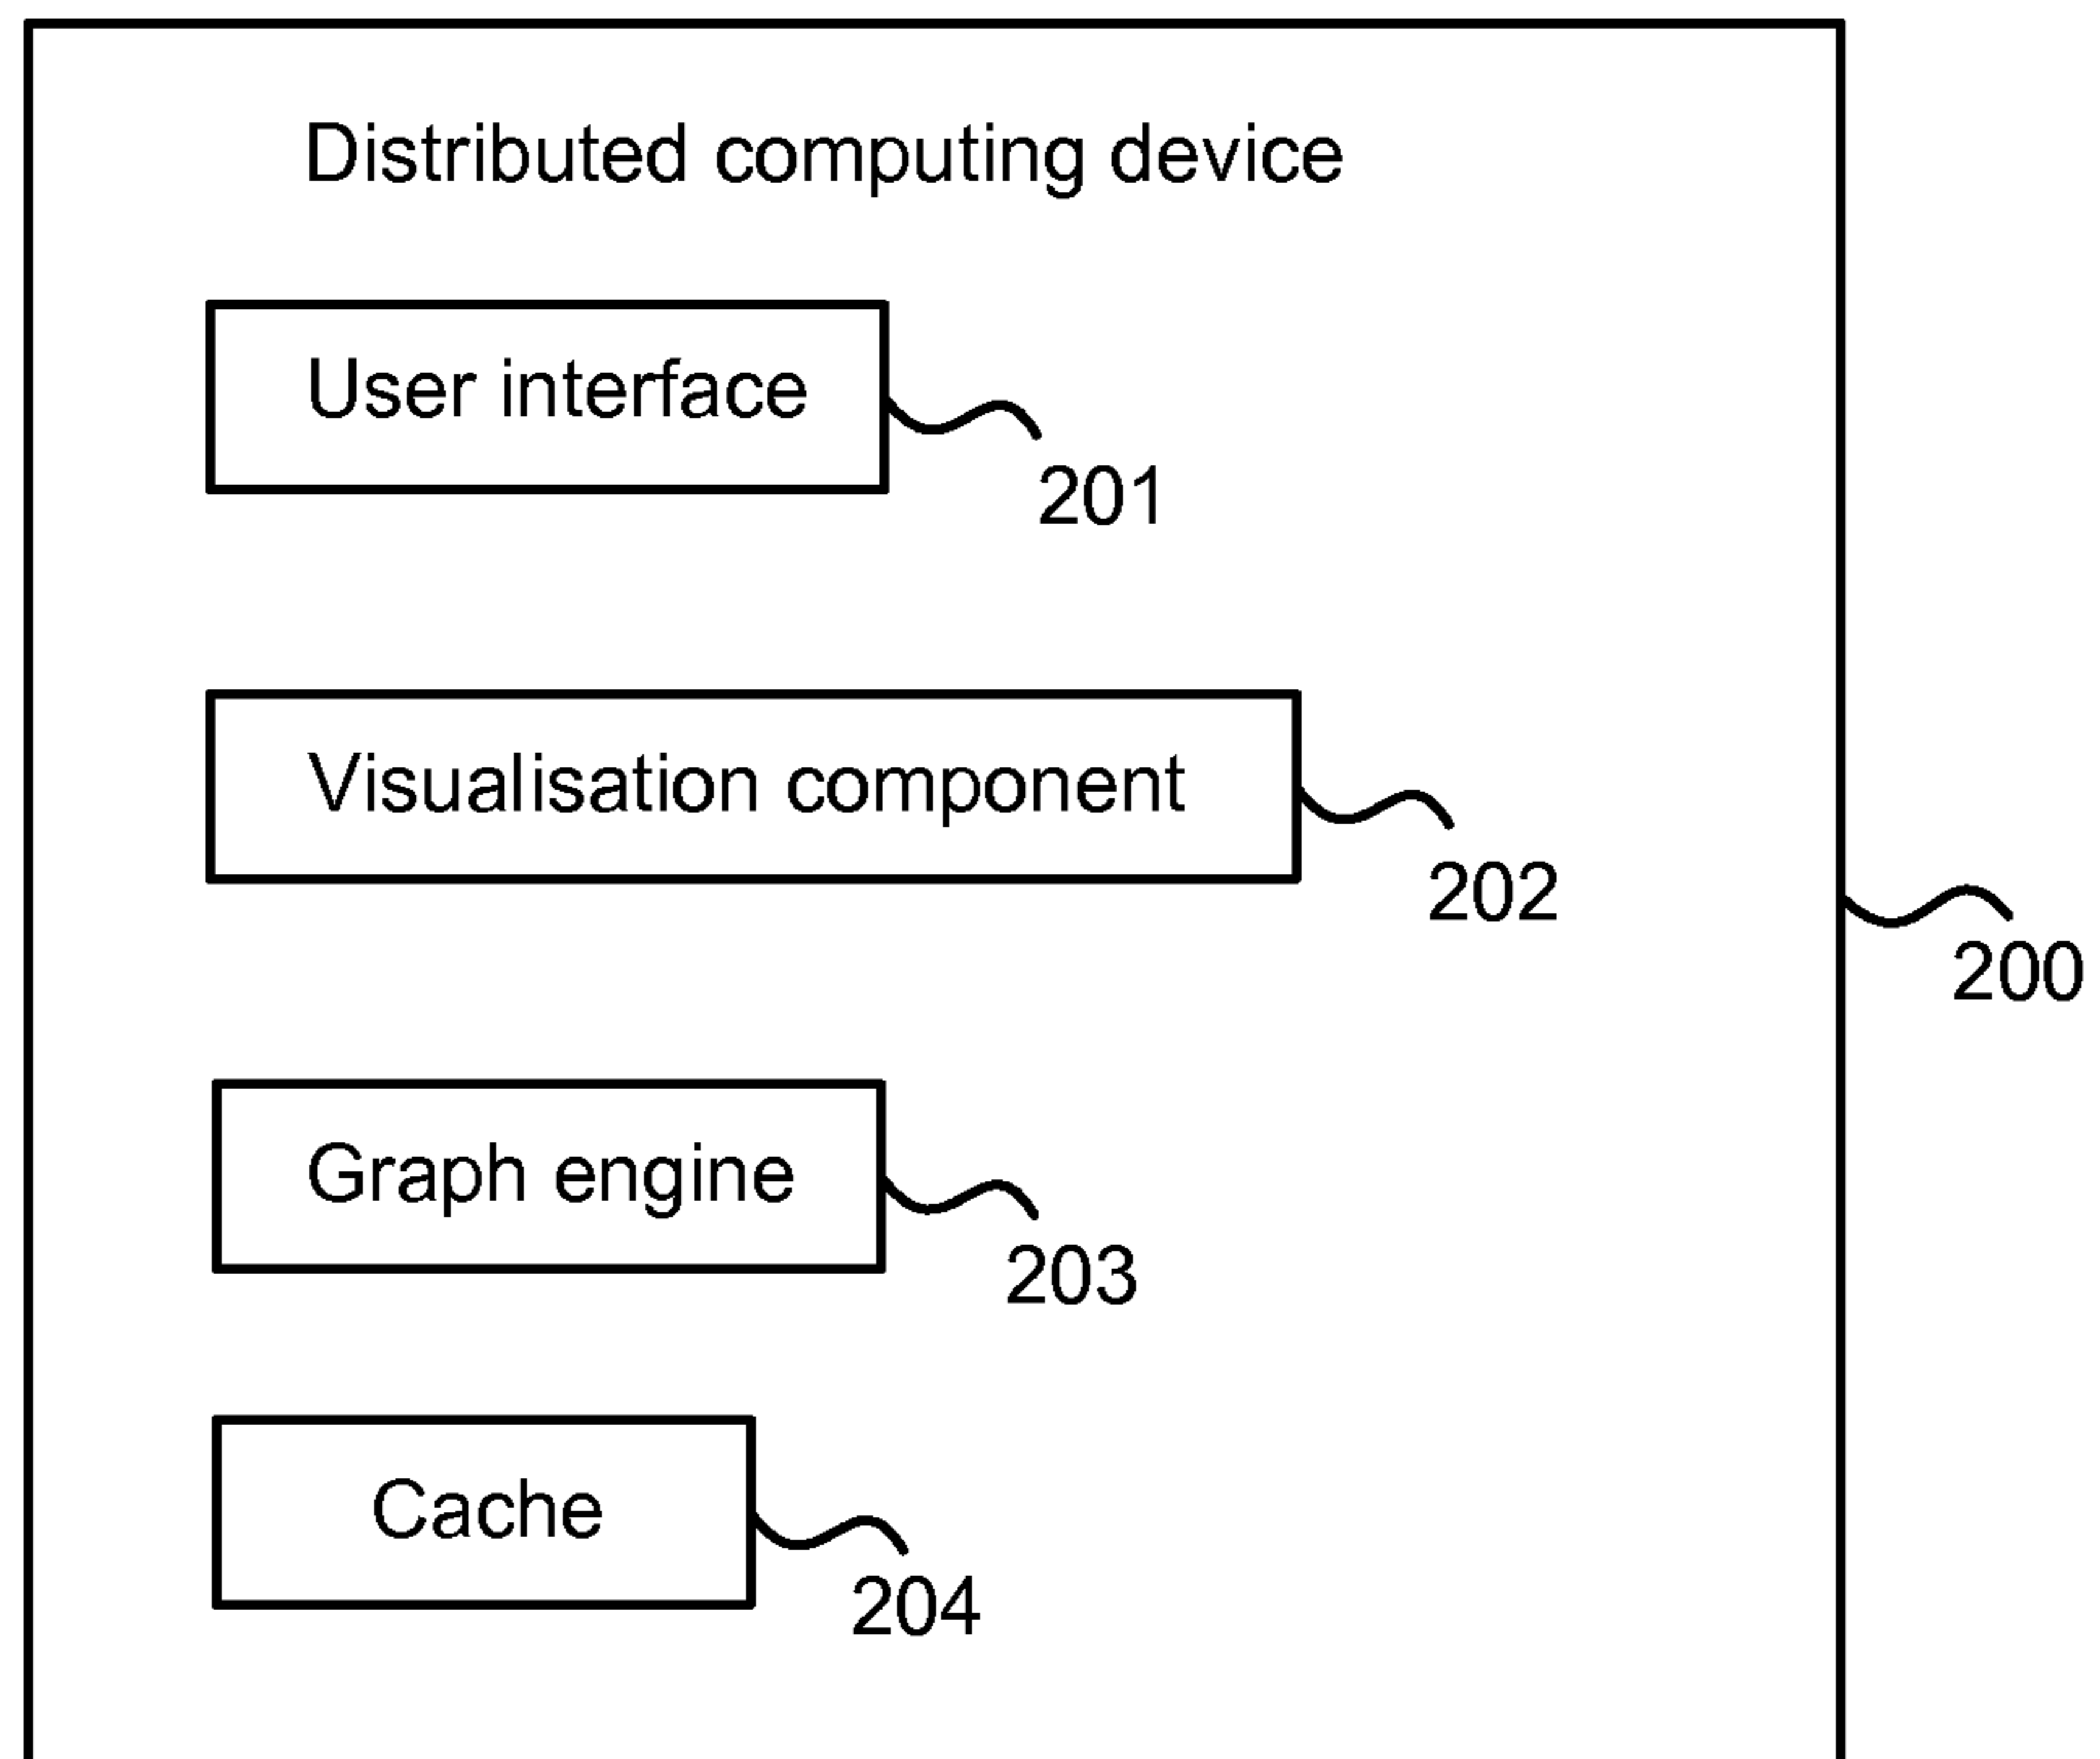 Distributed computing device
User interface
201
Visualisation component
202
200
Graph engine
203
Cache
204